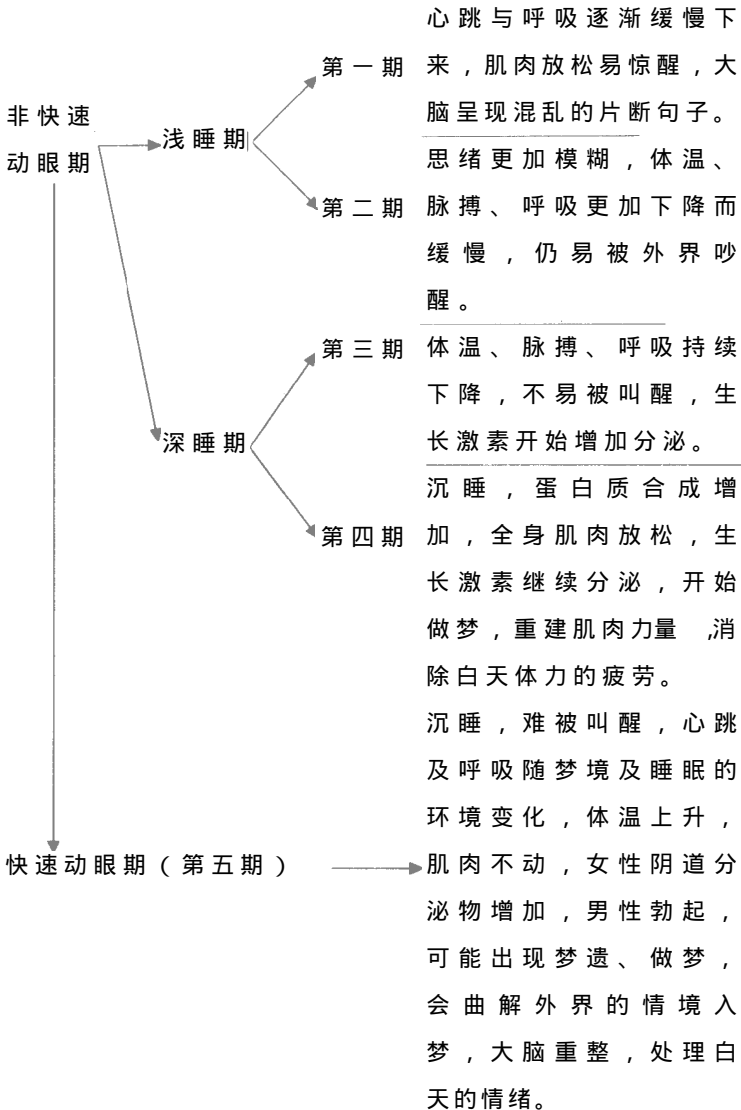 非快速
动眼期
浅睡期
第一期
心跳与呼吸逐渐缓慢下
来，肌肉放松易惊醒，大
脑呈现混乱的片断句子。
第二期
思绪更加模糊，体温、
脉搏、呼吸更加下降而
缓慢，仍易被外界吵
醒。
深睡期
第三期
体温、脉搏、呼吸持续
下降，不易被叫醒，生
长激素开始增加分泌。
第四期
沉睡，蛋白质合成增
加，全身肌肉放松，生
长激素继续分泌，开始
做梦，重建肌肉力量，消
除白天体力的疲劳。
快速动眼期（第五期）
沉睡，难被叫醒，心跳
及呼吸随梦境及睡眠的
环境变化，体温上升，
肌肉不动，女性阴道分
泌物增加，男性勃起，
可能出现梦遗、做梦，
会曲解外界的情境入
梦，大脑重整，处理白
天的情绪。